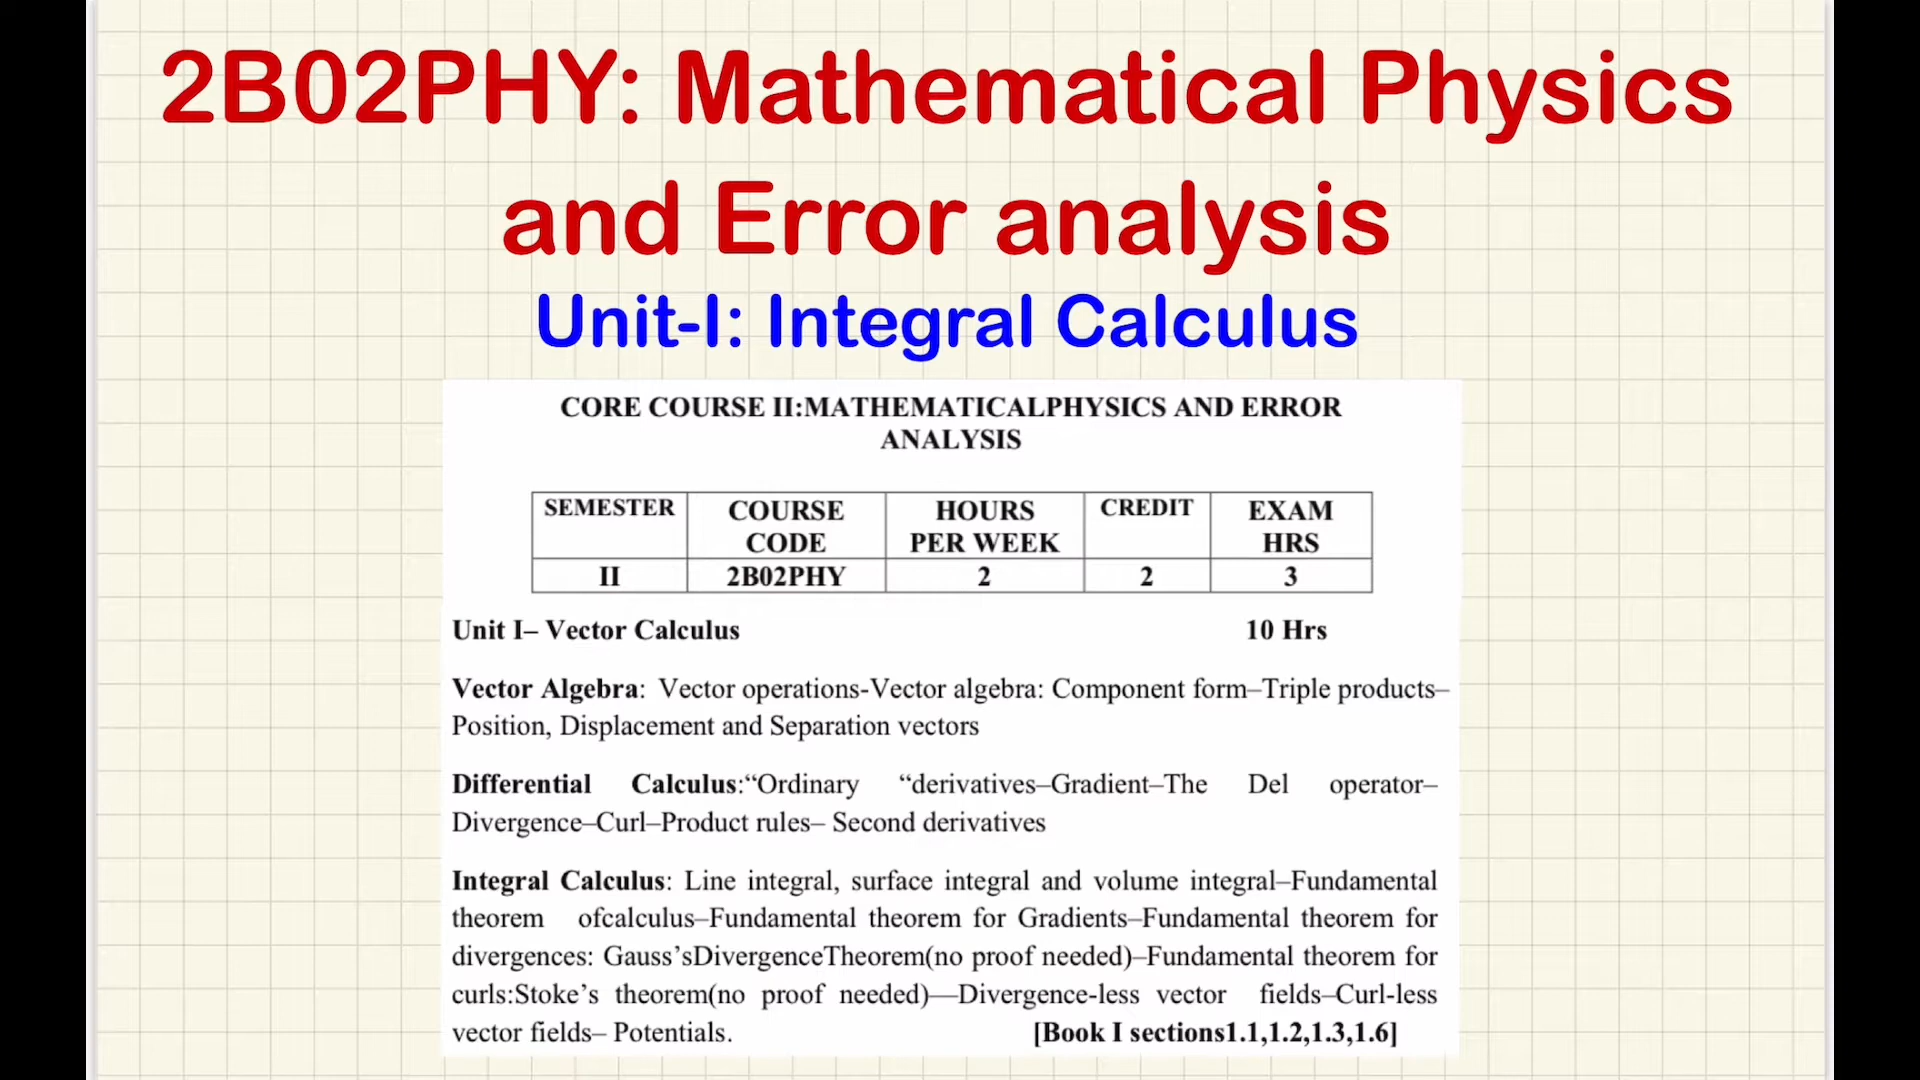 2B02PHY: Mathematical Physics
and Error analysis
Unit-I: Integral Calculus
CORE COURSE II:MATHEMATICALPHYSICS AND ERROR
ANALYSIS
SEMESTER COURSE CODE HOURS PER WEEK CREDIT EXAM HRS
II 2B02PHY 2 2 3
Unit I– Vector Calculus 10 Hrs
Vector Algebra: Vector operations-Vector algebra: Component form–Triple products–
Position, Displacement and Separation vectors
Differential Calculus:“Ordinary “derivatives–Gradient–The Del operator–
Divergence–Curl–Product rules– Second derivatives
Integral Calculus: Line integral, surface integral and volume integral–Fundamental
theorem ofcalculus–Fundamental theorem for Gradients–Fundamental theorem for
divergences: Gauss’sDivergenceTheorem(no proof needed)–Fundamental theorem for
curls:Stoke’s theorem(no proof needed)—Divergence-less vector fields–Curl-less
vector fields– Potentials. [Book I sections1.1,1.2,1.3,1.6]